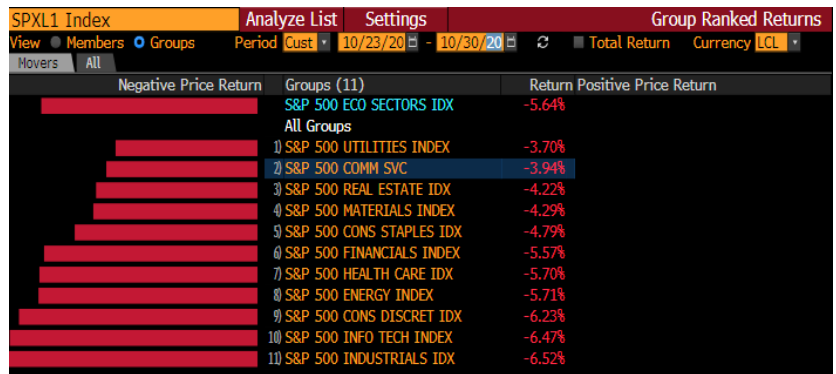 SPXL1 Index Analyze List Settings Group Ranked Returns
View Members Groups Period Cust 10/23/20 - 10/30/20 Total Return Currency LCL
Movers All
Negative Price Return Groups (11) Return Positive Price Return
S&P 500 ECO SECTORS IDX -5.64%
All Groups
1) S&P 500 UTILITIES INDEX -3.70%
2) S&P 500 COMM SVC -3.94%
3) S&P 500 REAL ESTATE IDX -4.22%
4) S&P 500 MATERIALS INDEX -4.29%
5) S&P 500 CONS STAPLES IDX -4.79%
6) S&P 500 FINANCIALS INDEX -5.57%
7) S&P 500 HEALTH CARE IDX -5.70%
8) S&P 500 ENERGY INDEX -5.71%
9) S&P 500 CONS DISCRET IDX -6.23%
10) S&P 500 INFO TECH INDEX -6.47%
11) S&P 500 INDUSTRIALS IDX -6.52%